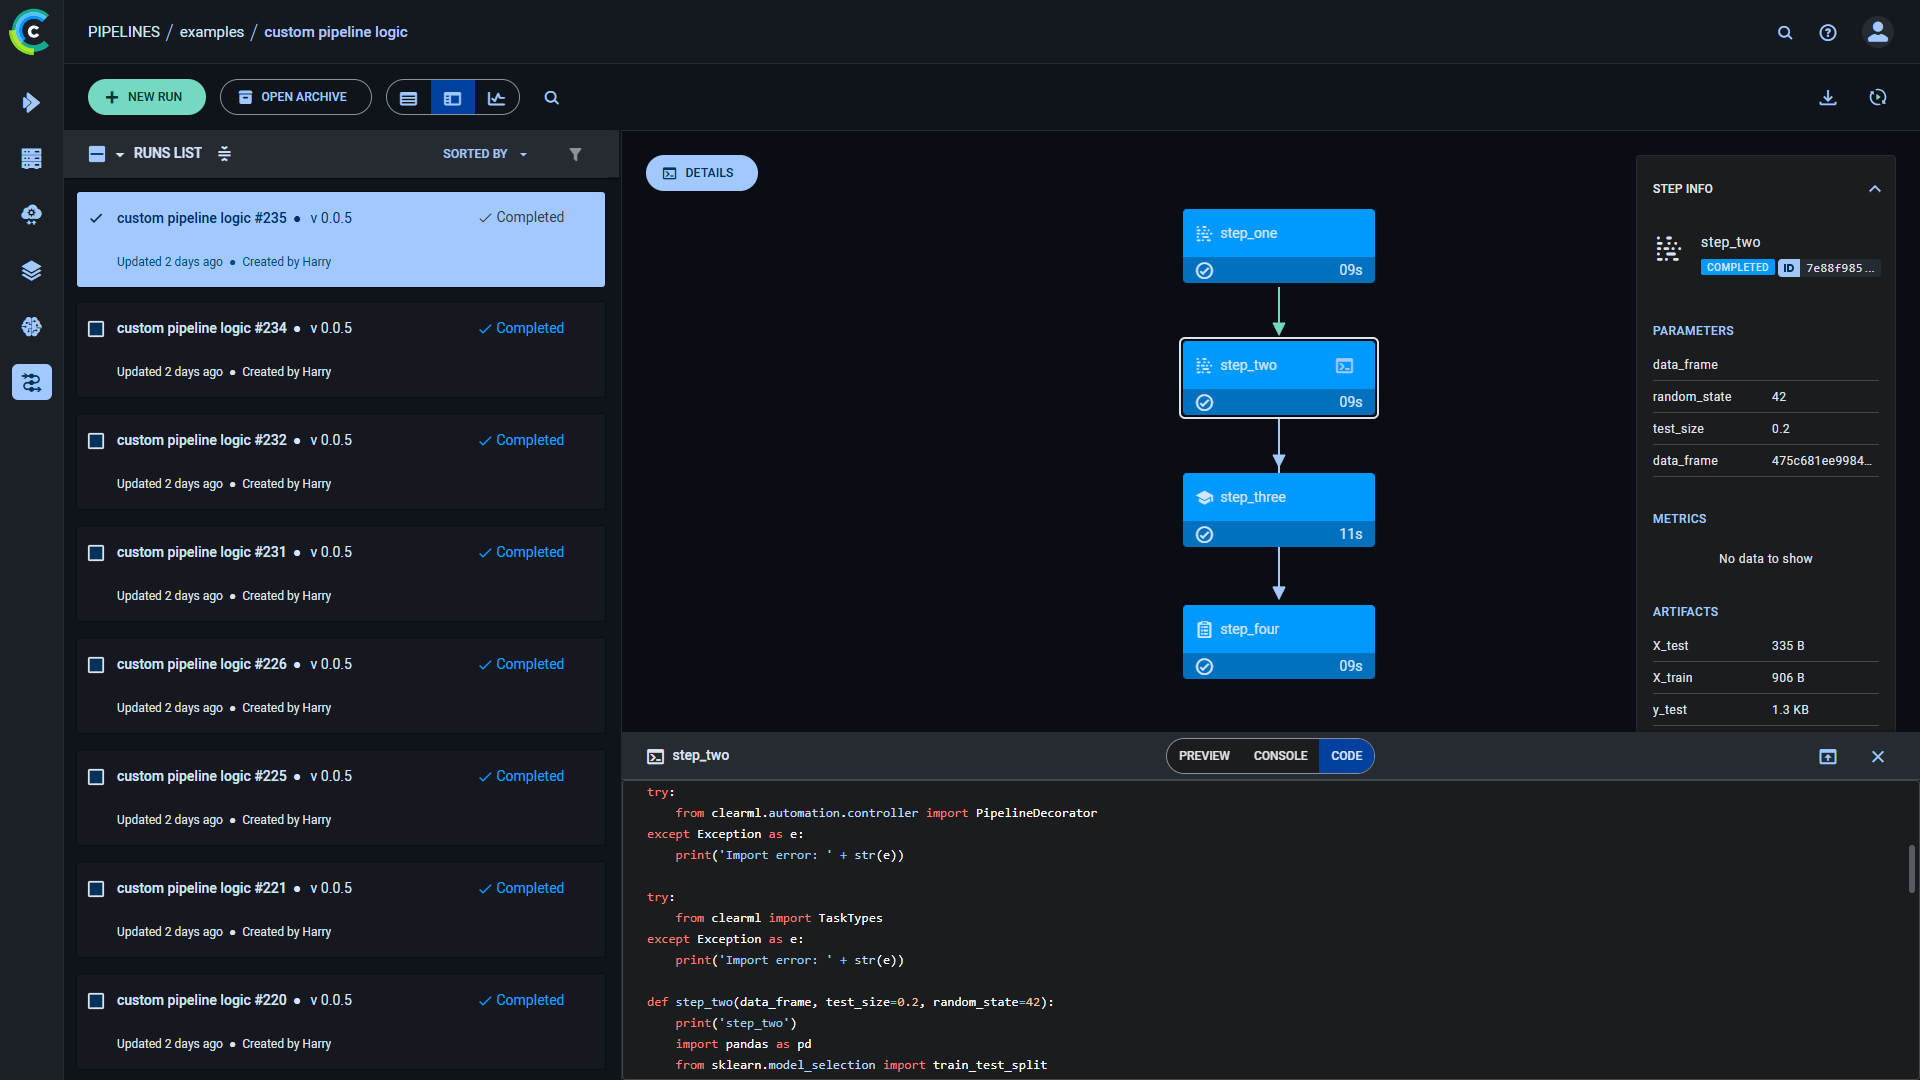 PIPELINES / examples / custom pipeline logic
NEW RUN
OPEN ARCHIVE
RUNS LIST
SORTED BY
custom pipeline logic #235 • v 0.0.5
Completed
Updated 2 days ago • Created by Harry
custom pipeline logic #234 • v 0.0.5
Completed
Updated 2 days ago • Created by Harry
custom pipeline logic #232 • v 0.0.5
Completed
Updated 2 days ago • Created by Harry
custom pipeline logic #231 • v 0.0.5
Completed
Updated 2 days ago • Created by Harry
custom pipeline logic #226 • v 0.0.5
Completed
Updated 2 days ago • Created by Harry
custom pipeline logic #225 • v 0.0.5
Completed
Updated 2 days ago • Created by Harry
custom pipeline logic #221 • v 0.0.5
Completed
Updated 2 days ago • Created by Harry
custom pipeline logic #220 • v 0.0.5
Completed
Updated 2 days ago • Created by Harry
DETAILS
step_one
09s
step_two
09s
step_three
11s
step_four
09s
STEP INFO
step_two
COMPLETED ID 7e88f985...
PARAMETERS
data_frame
random_state 42
test_size 0.2
data_frame 475c681ee9984...
METRICS
No data to show
ARTIFACTS
X_test 335 B
X_train 906 B
y_test 1.3 KB
step_two
PREVIEW
CONSOLE
CODE
try:
from clearml.automation.controller import PipelineDecorator
except Exception as e:
print('Import error: ' + str(e))
try:
from clearml import TaskTypes
except Exception as e:
print('Import error: ' + str(e))
def step_two(data_frame, test_size=0.2, random_state=42):
print('step_two')
import pandas as pd
from sklearn.model_selection import train_test_split